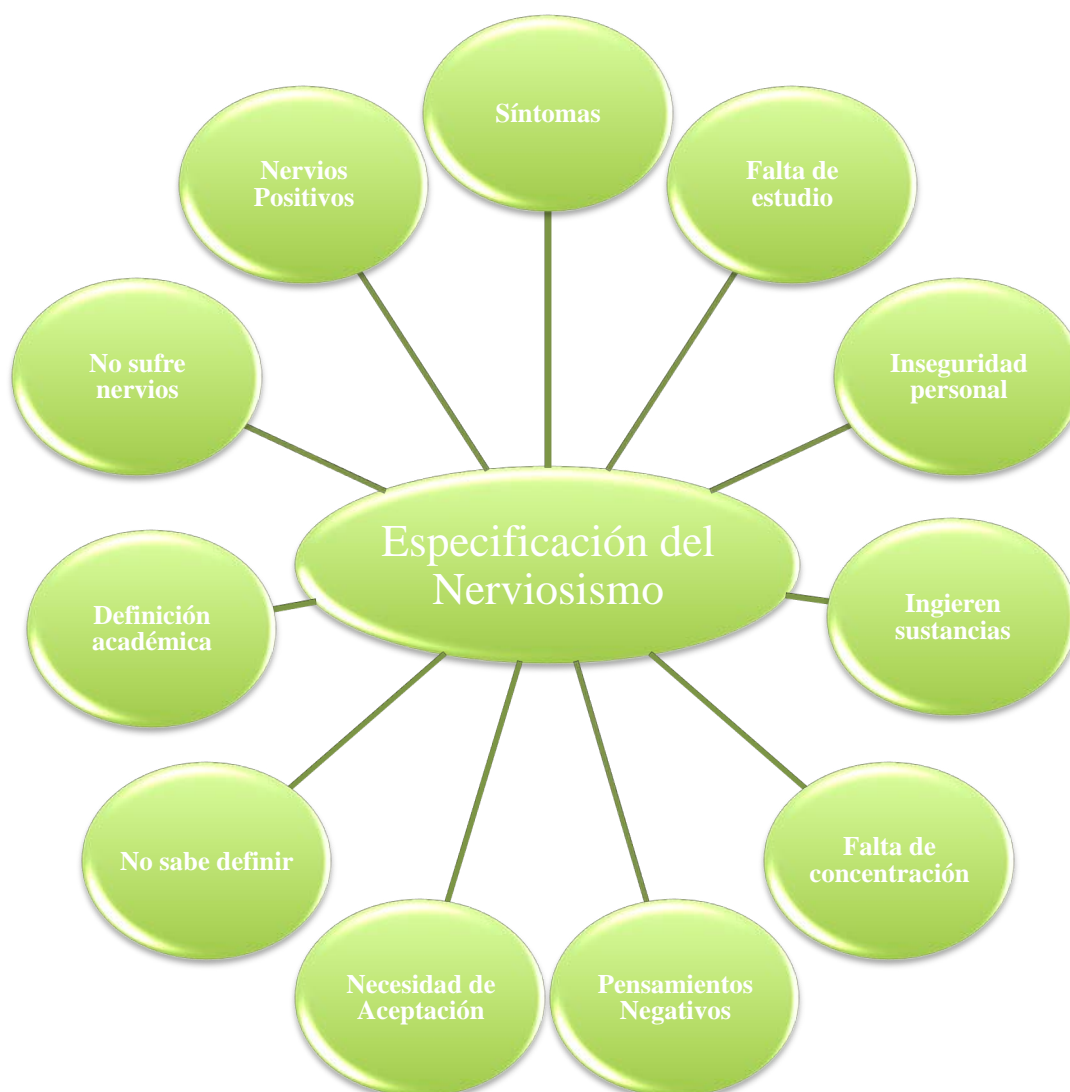 Síntomas
Falta de
estudio
Inseguridad
personal
Ingieren
sustancias
Falta de
concentración
Pensamientos
Negativos
Necesidad de
Aceptación
No sabe definir
Definición
académica
No sufre
nervios
Nervios
Positivos
Especificación del
Nerviosismo